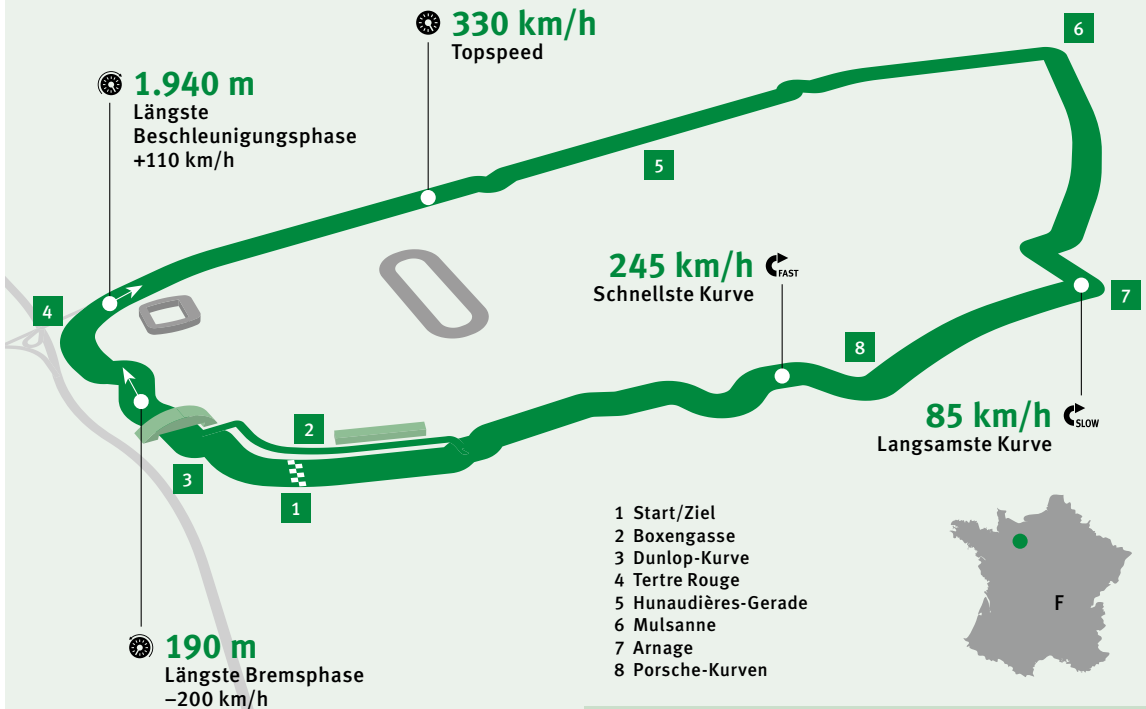 330 km/h
Topspeed
6
1.940 m
Längste
Beschleunigungsphase
+110 km/h
5
245 km/h
FAST
Schnellste Kurve
4
7
8
85 km/h
SLOW
Langsamste Kurve
2
3
1
1 Start/Ziel
2 Boxengasse
3 Dunlop-Kurve
4 Tertre Rouge
5 Hunaudières-Gerade
6 Mulsanne
7 Arnage
8 Porsche-Kurven
F
190 m
Längste Bremsphase
–200 km/h